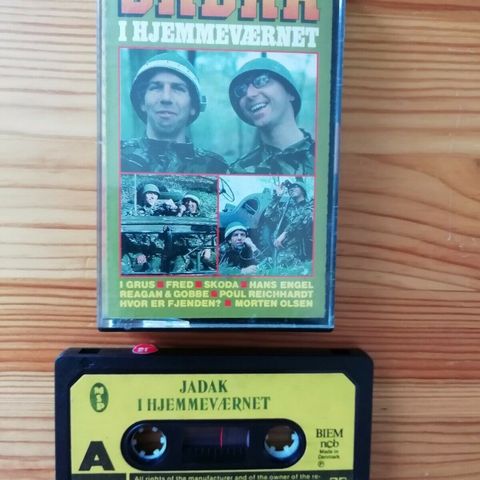 JADAK
I HJEMMEVÆRNET
I GRUS ■ FRED ■ SKODA ■ HANS ENGEL
REAGAN & GOBBE ■ POUL REICHHARDT
HVOR ER FJENDEN? ■ MORTEN OLSEN
JADAK
I HJEMMEVÆRNET
A
BIEM
ncb
Made in
Denmark
All rights of the manufacturer and of the owner of the re-